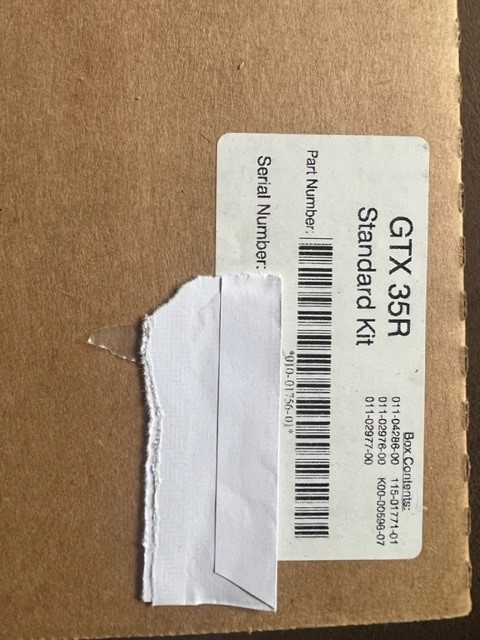 GTX 35R
Standard Kit
Box Contents:
011-04286-00 115-01771-01
011-02976-00 K00-00596-07
011-02977-00
Part Number:
*010-01756-01*
Serial Number: